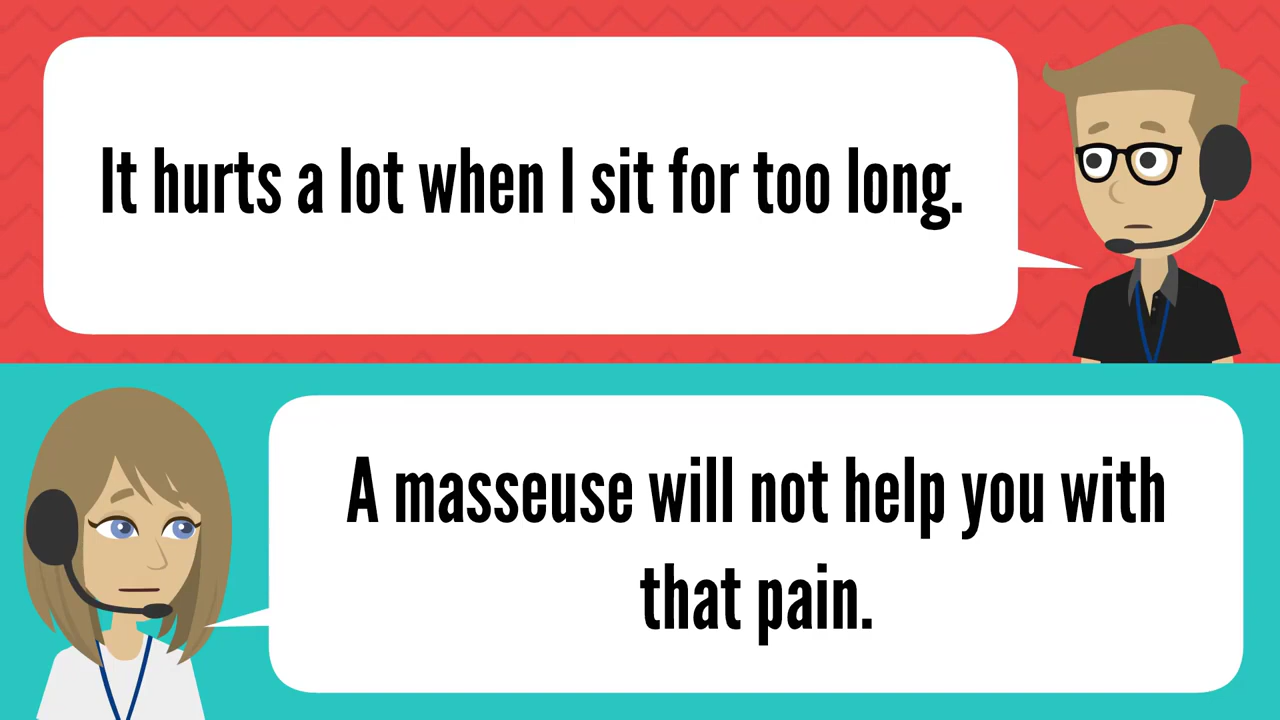 It hurts a lot when I sit for too long.
A masseuse will not help you with
that pain.